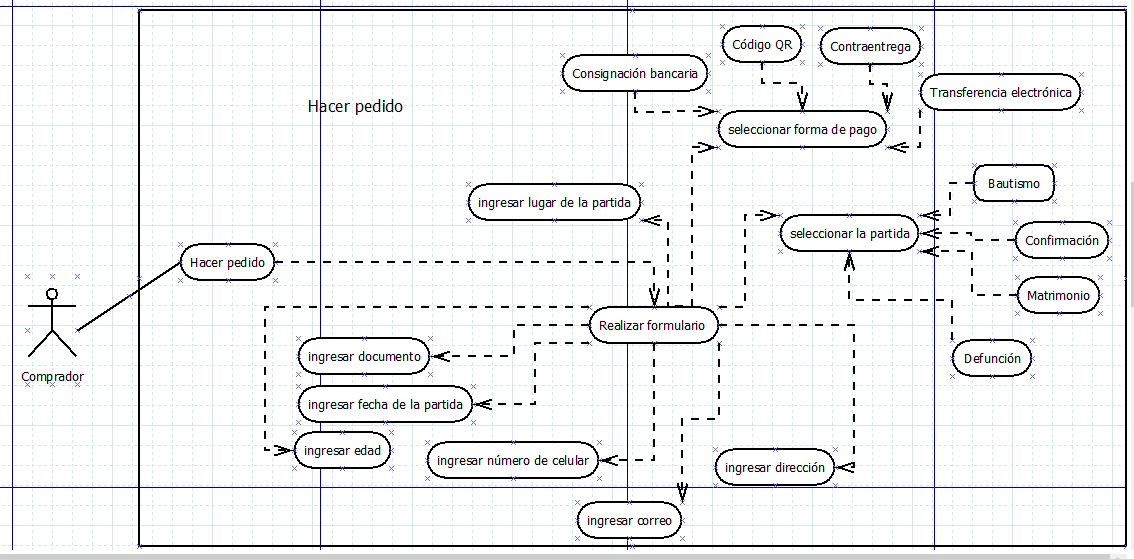 Código QR
Contraentrega
Consignación bancaria
Transferencia electrónica
Hacer pedido
seleccionar forma de pago
Bautismo
ingresar lugar de la partida
seleccionar la partida
Confirmación
Hacer pedido
Matrimonio
Realizar formulario
ingresar documento
Defunción
Comprador
ingresar fecha de la partida
ingresar edad
ingresar número de celular
ingresar dirección
ingresar correo